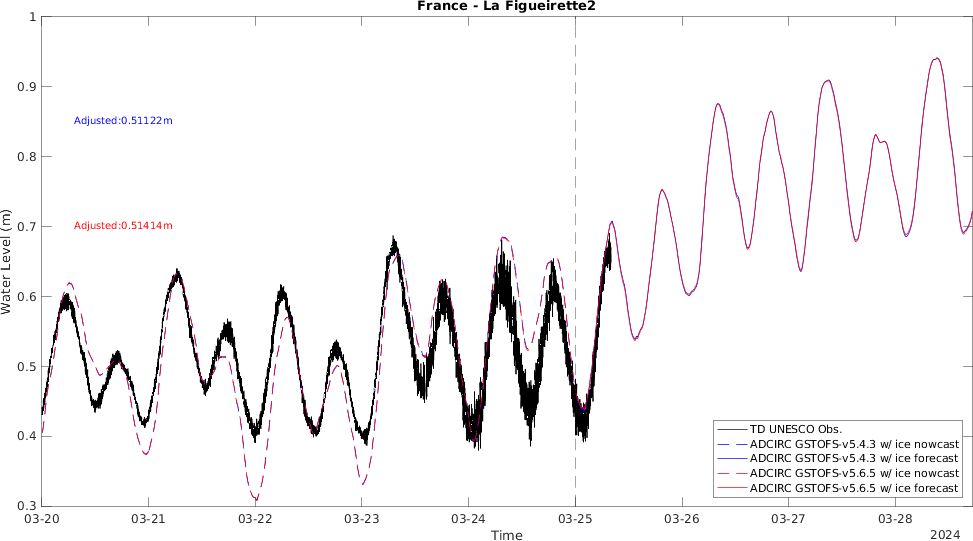 France - La Figueirette2
1
0.9
0.8
0.7
0.6
0.5
0.4
0.3
Water Level (m)
Adjusted:0.51122m
Adjusted:0.51414m
TD UNESCO Obs.
ADCIRC GSTOFS-v5.4.3 w/ ice nowcast
ADCIRC GSTOFS-v5.4.3 w/ ice forecast
ADCIRC GSTOFS-v5.6.5 w/ ice nowcast
ADCIRC GSTOFS-v5.6.5 w/ ice forecast
03-20 03-21 03-22 03-23 03-24 03-25 03-26 03-27 03-28
Time
2024